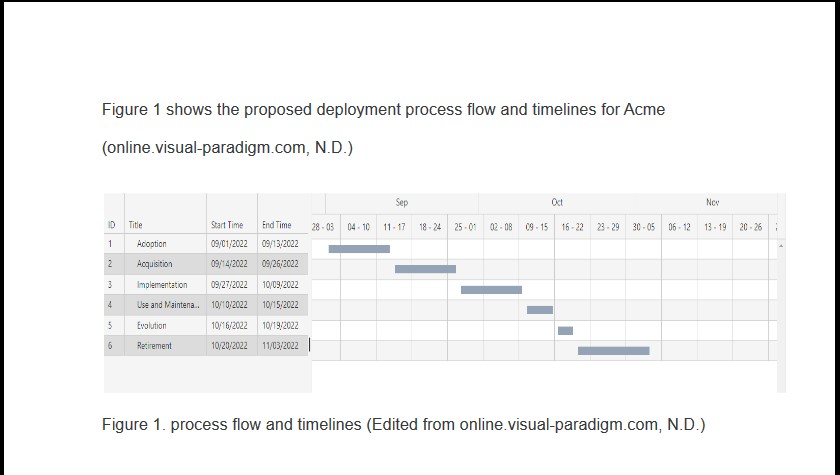 Figure 1 shows the proposed deployment process flow and timelines for Acme
(online.visual-paradigm.com, N.D.)
Sep Oct Nov
ID Title Start Time End Time 28 - 03 04 - 10 11 - 17 18 - 24 25 - 01 02 - 08 09 - 15 16 - 22 23 - 29 30 - 05 06 - 12 13 - 19 20 - 26
1 Adoption 09/01/2022 09/13/2022
2 Acquisition 09/14/2022 09/26/2022
3 Implementation 09/27/2022 10/09/2022
4 Use and Maintena... 10/10/2022 10/15/2022
5 Evolution 10/16/2022 10/19/2022
6 Retirement 10/20/2022 11/03/2022
Figure 1. process flow and timelines (Edited from online.visual-paradigm.com, N.D.)